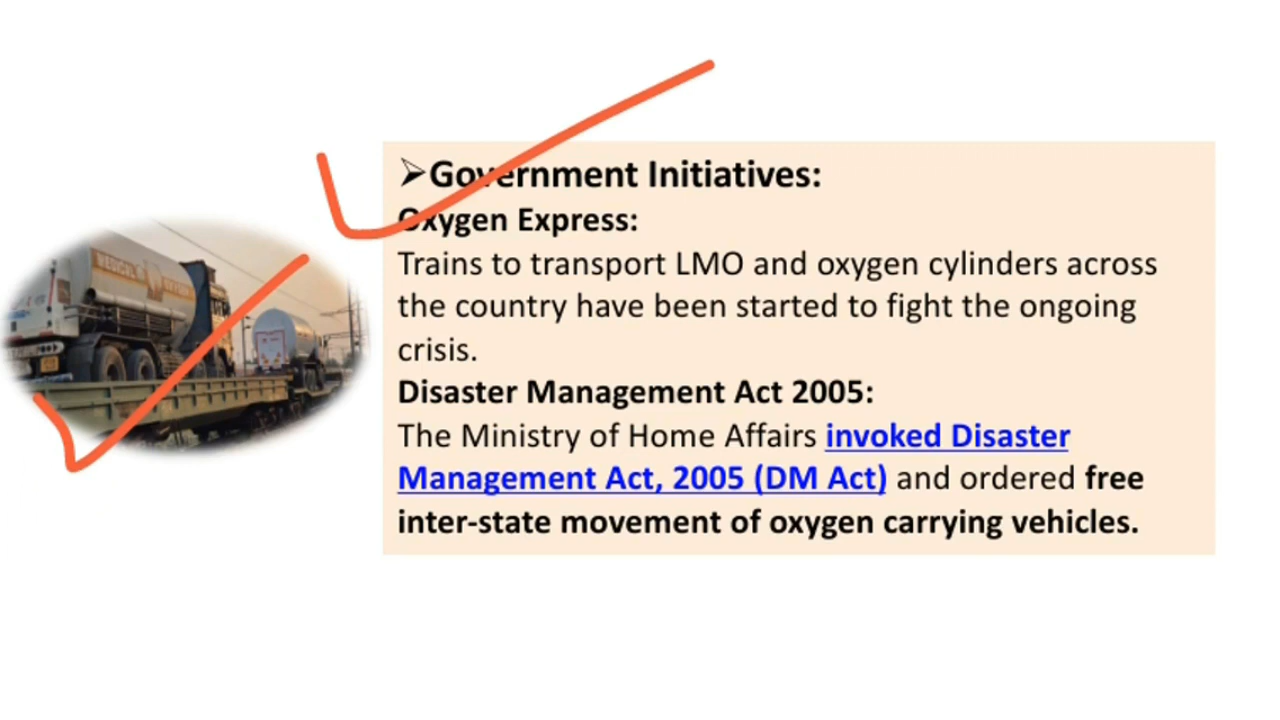 ➢Government Initiatives:
Oxygen Express:
Trains to transport LMO and oxygen cylinders across
the country have been started to fight the ongoing
crisis.
Disaster Management Act 2005:
The Ministry of Home Affairs invoked Disaster
Management Act, 2005 (DM Act) and ordered free
inter-state movement of oxygen carrying vehicles.